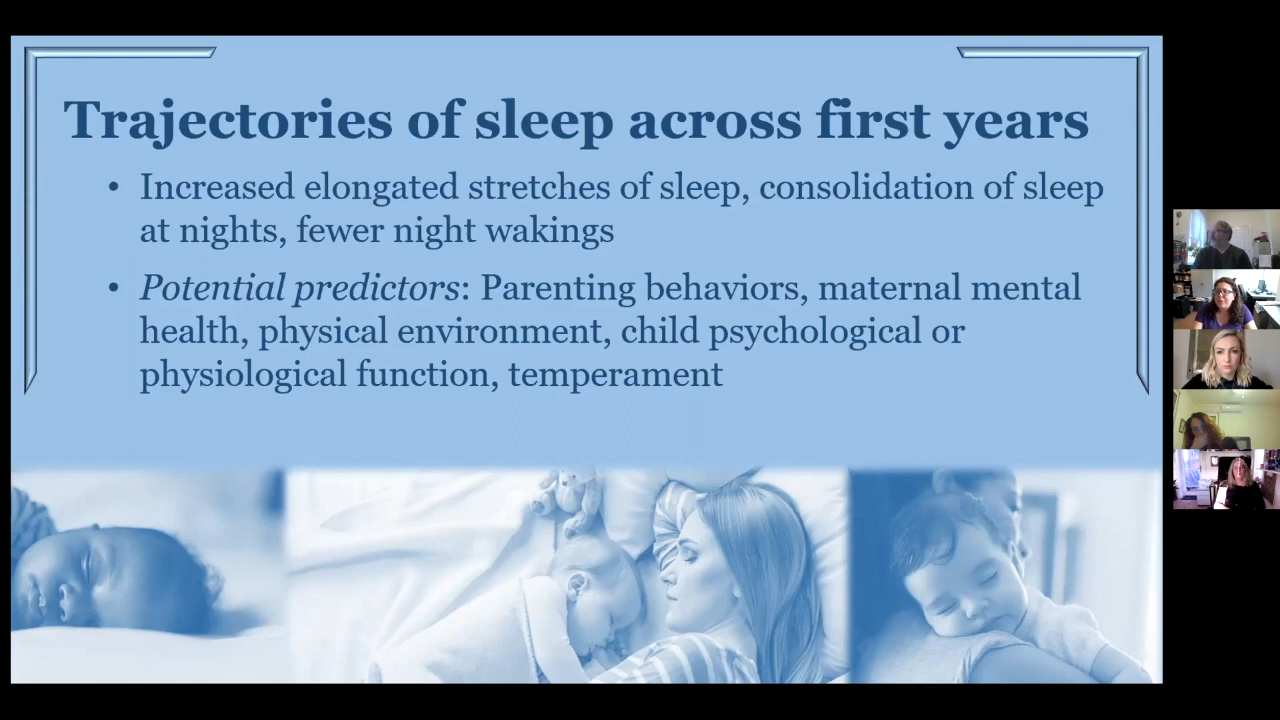 Trajectories of sleep across first years
• Increased elongated stretches of sleep, consolidation of sleep
at nights, fewer night wakings
• Potential predictors: Parenting behaviors, maternal mental
health, physical environment, child psychological or
physiological function, temperament